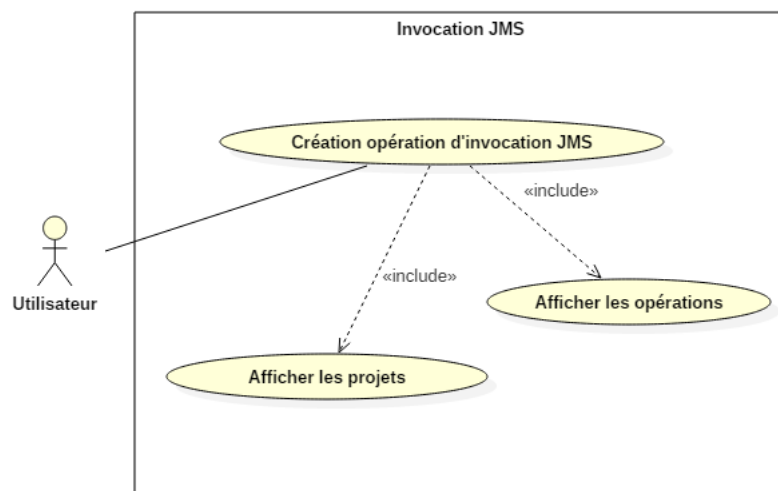 Invocation JMS
Création opération d'invocation JMS
«include»
«include»
Utilisateur
Afficher les opérations
Afficher les projets